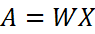 A = WX